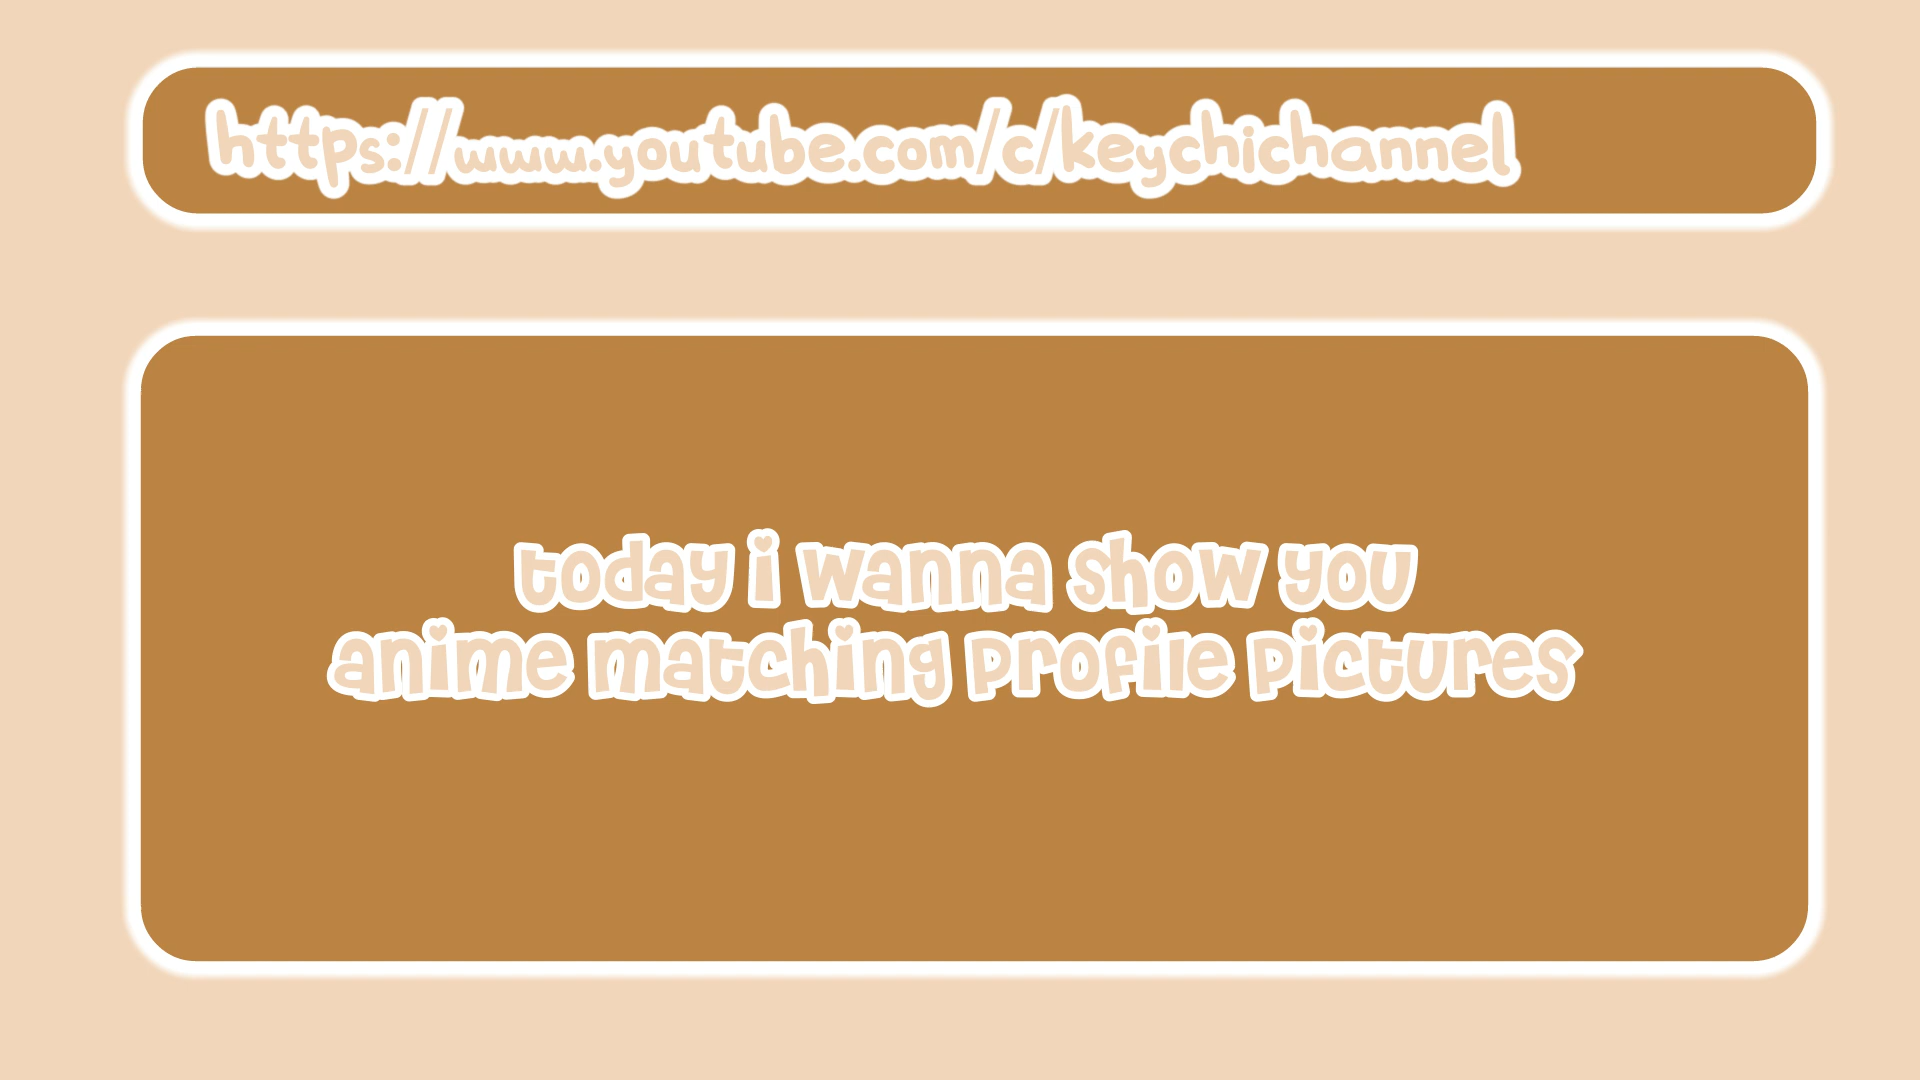 https://www.youtube.com/c/keychichannel
today i wanna show you
anime matching profile pictures